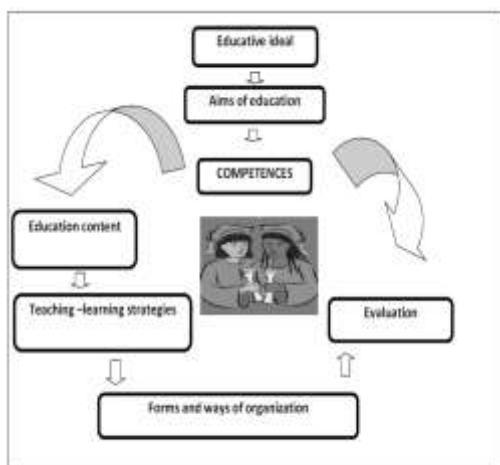 Educative ideal
Aims of education
COMPETENCES
Education content
Teaching –learning strategies
Evaluation
Forms and ways of organization